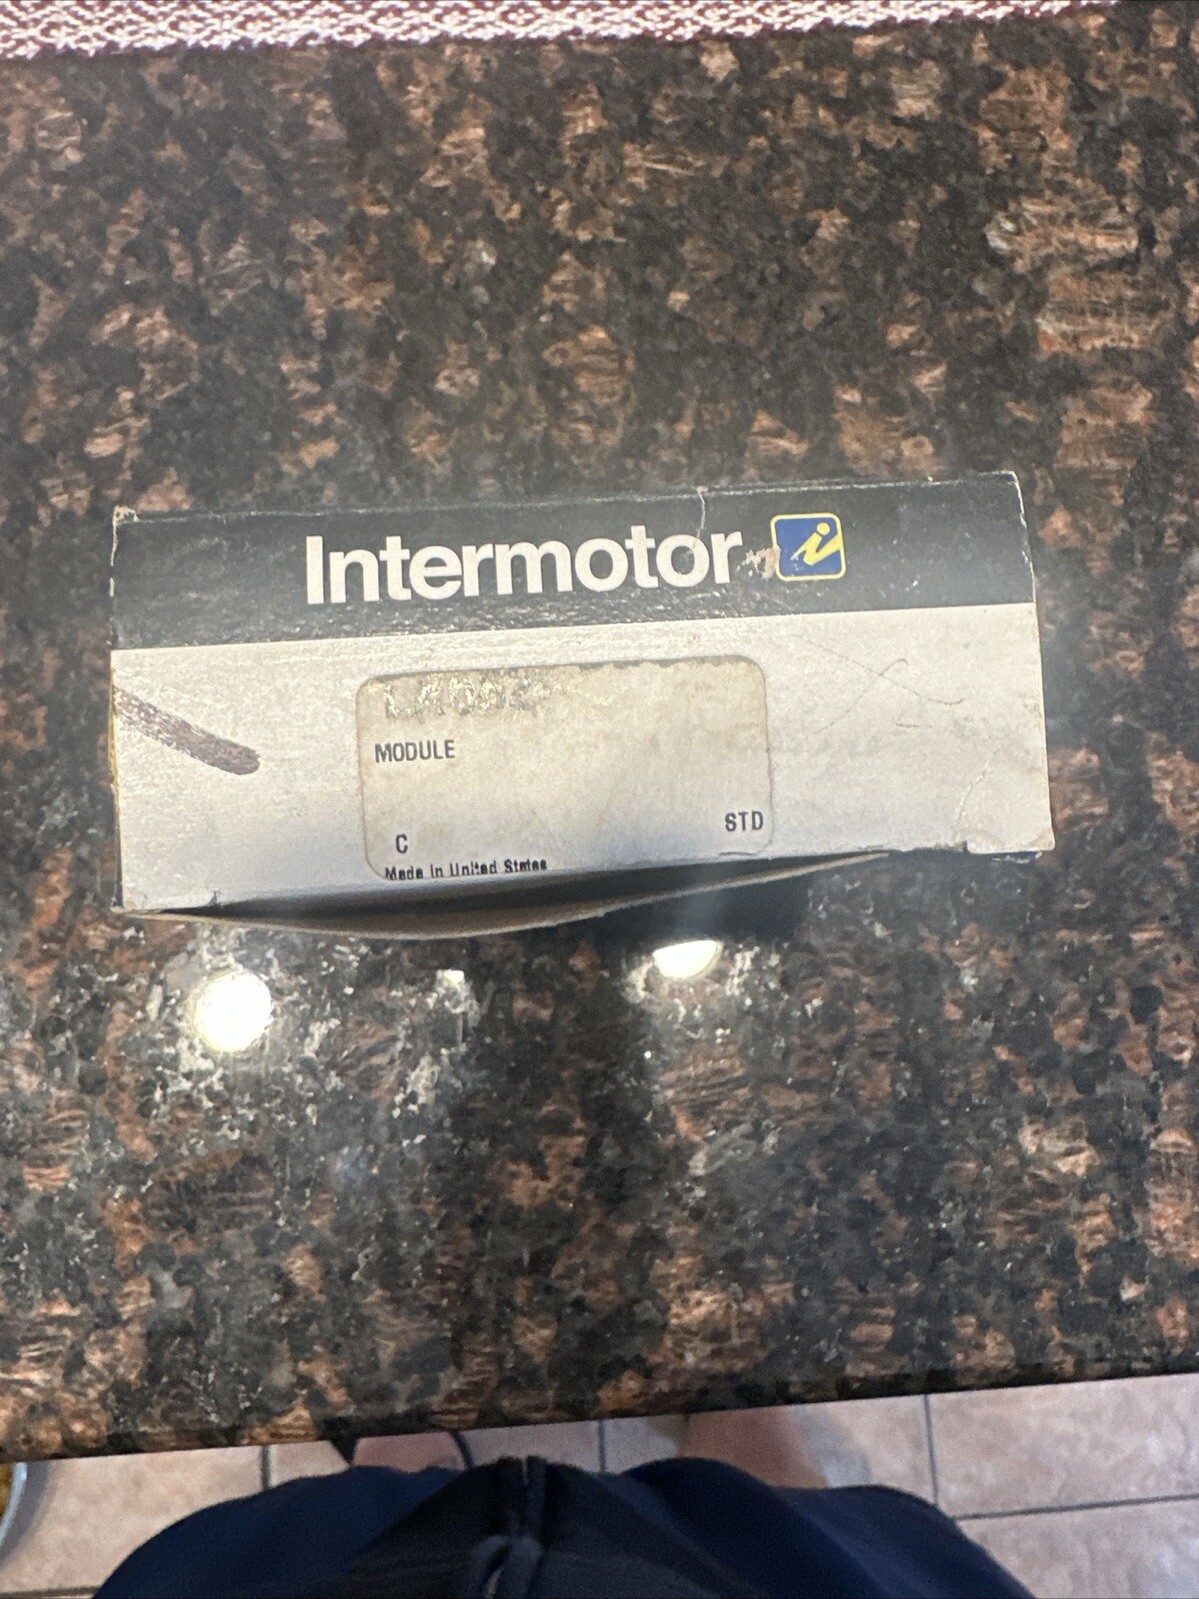 Intermotor
MODULE
C
STD
Made in United States